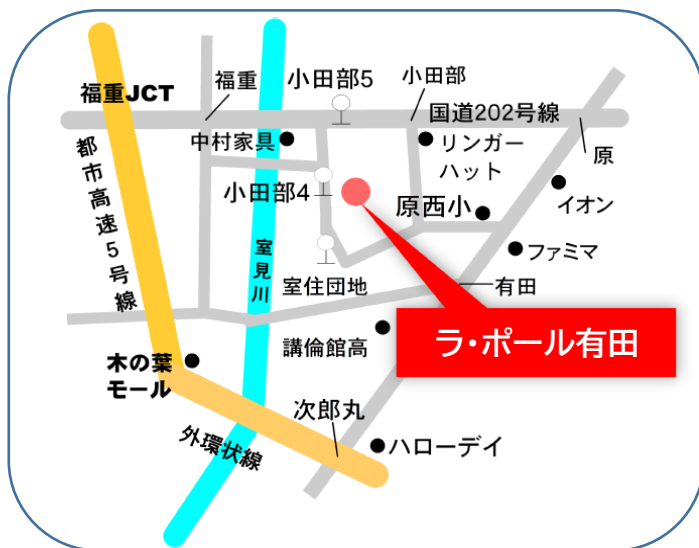 小田部5
小田部
福重
福重JCT
国道202号線
中村家具
リンガー
ハット
原
都市高速5号線
小田部4
原西小
イオン
室見川
ファミマ
室住団地
有田
ラ・ポール有田
講倫館高
木の葉
モール
次郎丸
外環状線
ハローデイ